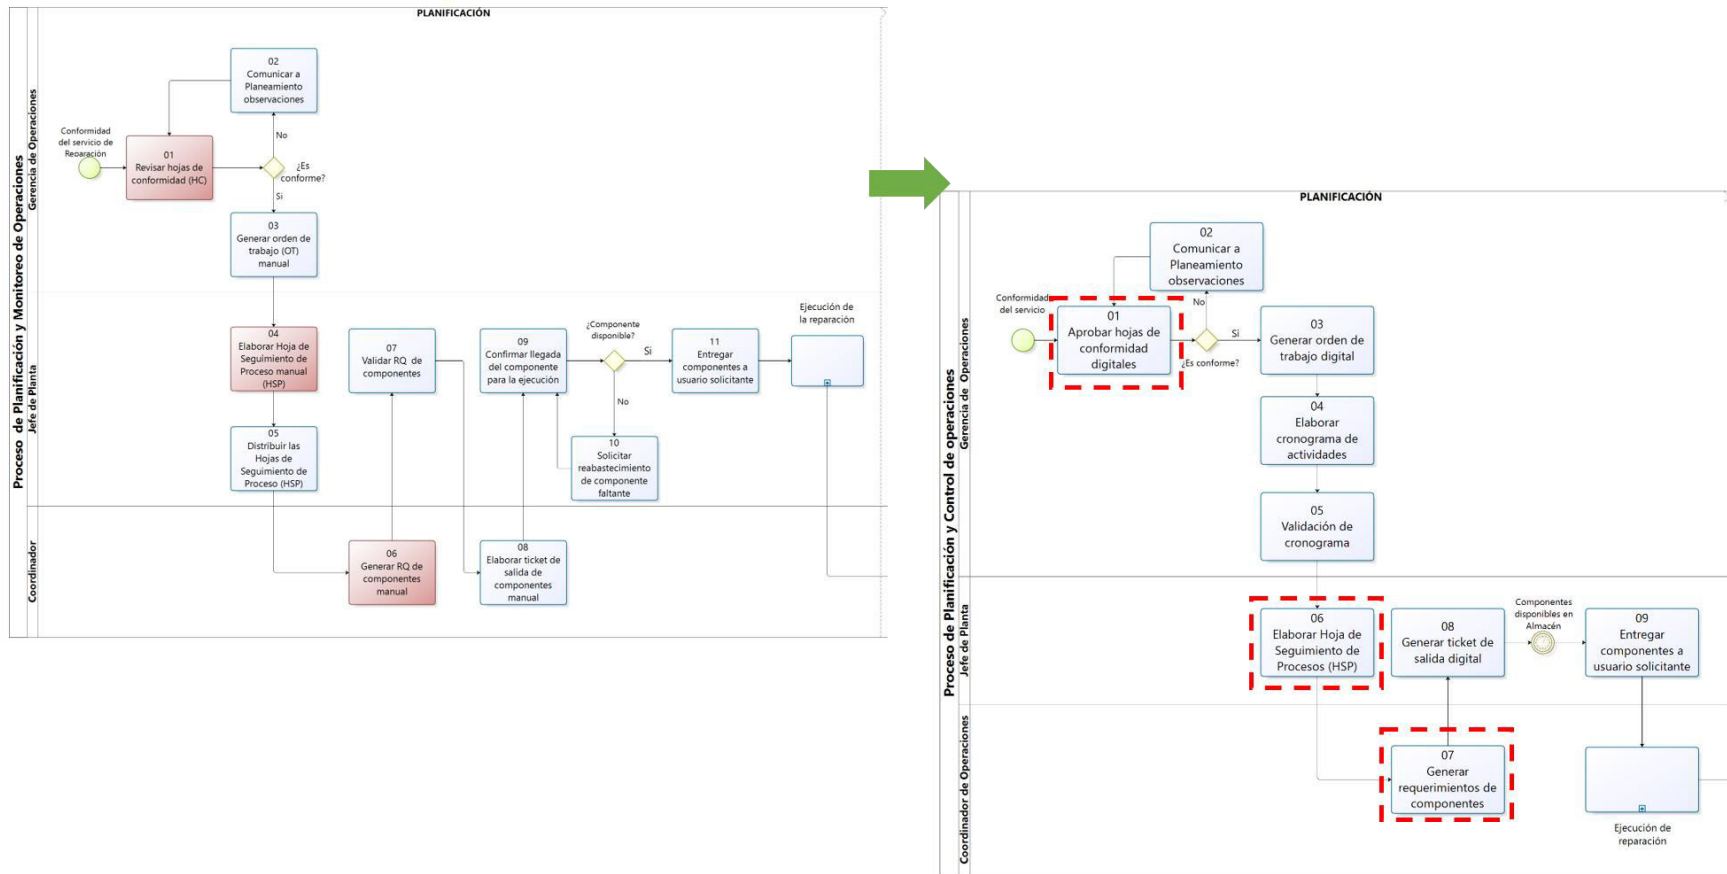 PLANIFICACIÓN
Proceso de Planificación y Monitoreo de Operaciones
Gerencia de Operaciones
Conformidad
del servicio de
Reparación
01
Revisar hojas de
conformidad (HC)
02
Comunicar a
Planeamiento
observaciones
No
¿Es
conforme?
Si
03
Generar orden de
trabajo (OT)
manual
Jefe de Planta
04
Elaborar Hoja de
Seguimiento de
Proceso manual
(HSP)
05
Distribuir las
Hojas de
Seguimiento de
Proceso (HSP)
07
Validar RQ de
componentes
09
Confirmar llegada
del componente
para la ejecución
¿Componente
disponible?
Si
No
10
Solicitar
reabastecimiento
de componente
faltante
11
Entregar
componentes a
usuario solicitante
Ejecución de
la reparación
Coordinador
06
Generar RQ de
componentes
manual
08
Elaborar ticket de
salida de
componentes
manual
PLANIFICACIÓN
Proceso de Planificación y Control de operaciones
Gerencia de Operaciones
Conformidad
del servicio
01
Aprobar hojas de
conformidad
digitales
02
Comunicar a
Planeamiento
observaciones
No
¿Es conforme?
Si
03
Generar orden de
trabajo digital
04
Elaborar
cronograma de
actividades
05
Validación de
cronograma
Jefe de Planta
06
Elaborar Hoja de
Seguimiento de
Procesos (HSP)
08
Generar ticket de
salida digital
Componentes
disponibles en
Almacén
09
Entregar
componentes a
usuario solicitante
Coordinador de Operaciones
07
Generar
requerimientos de
componentes
Ejecución de
reparación